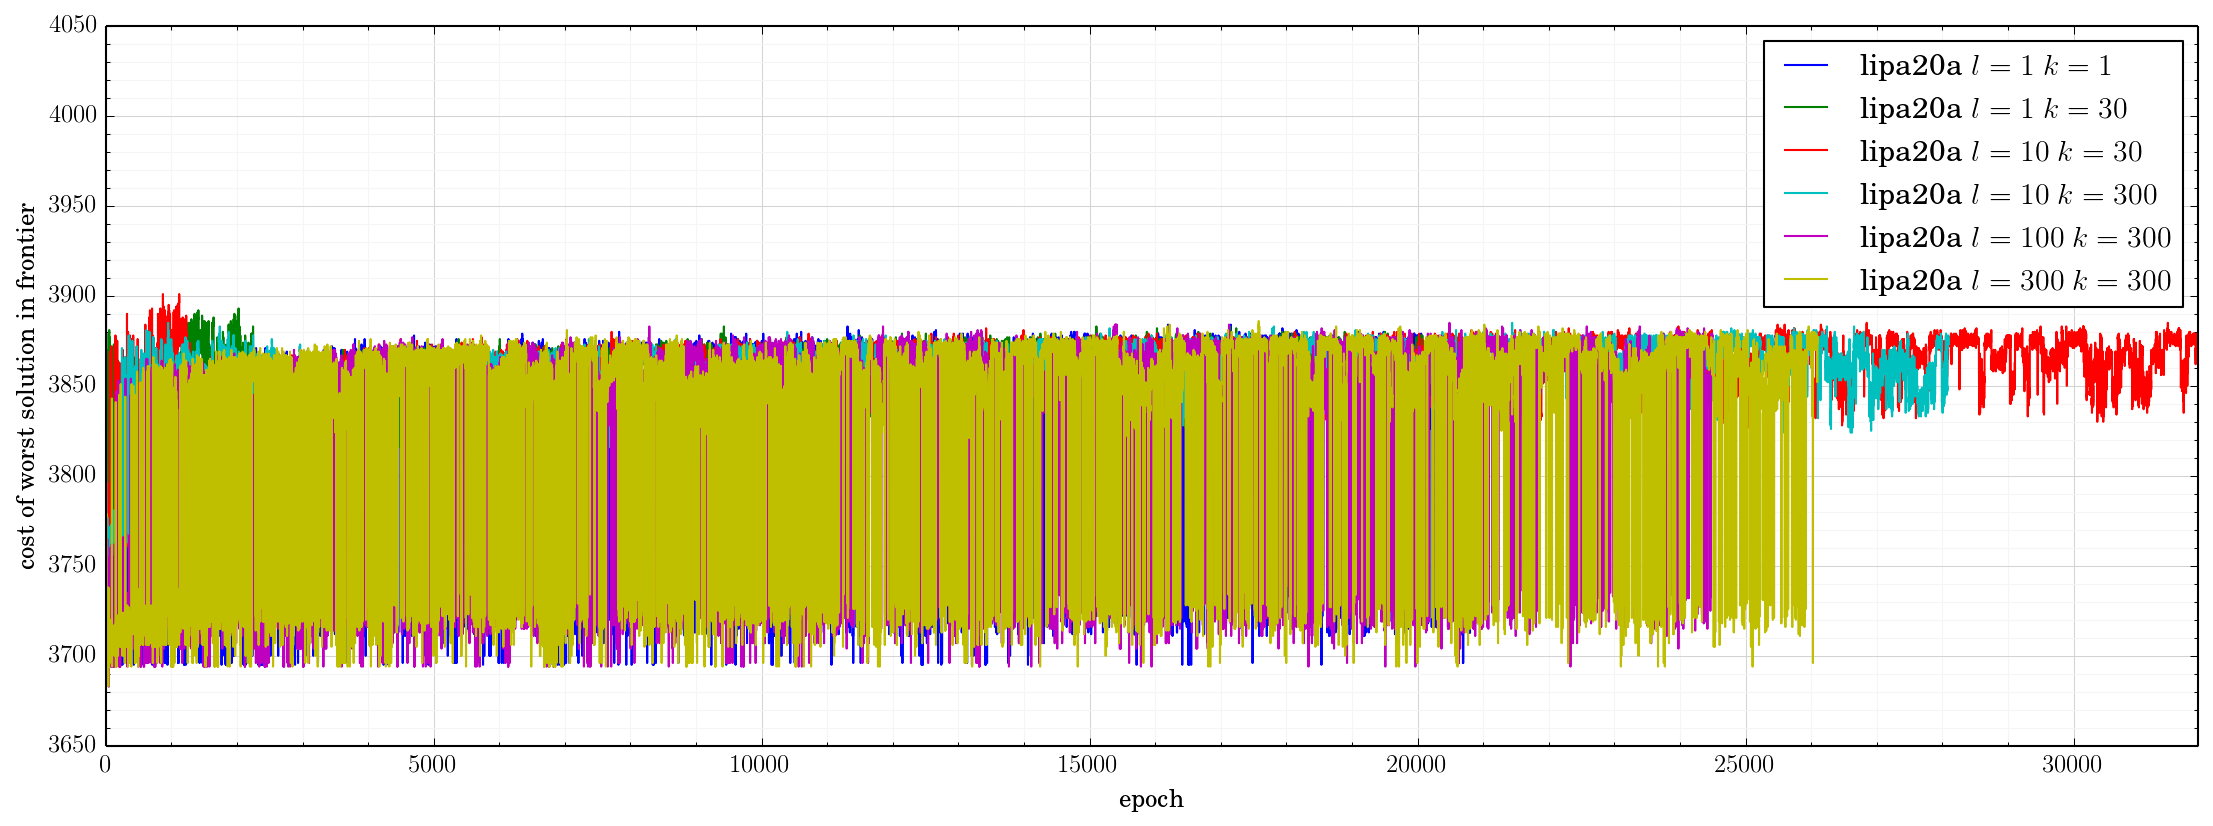 4050
4000
3950
3900
3850
3800
3750
3700
3650
cost of worst solution in frontier
0 5000 10000 15000 20000 25000 30000
epoch
lipa20a l = 1 k = 1
lipa20a l = 1 k = 30
lipa20a l = 10 k = 30
lipa20a l = 10 k = 300
lipa20a l = 100 k = 300
lipa20a l = 300 k = 300